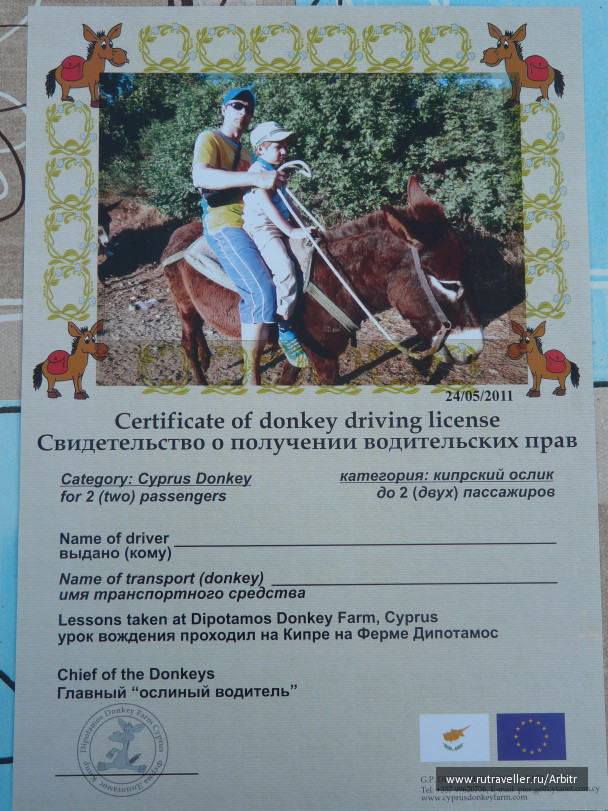 24/05/2011
Certificate of donkey driving license
Свидетельство о получении водительских прав
Category: Cyprus Donkey
for 2 (two) passengers
категория: кипрский ослик
до 2 (двух) пассажиров
Name of driver
выдано (кому)
Name of transport (donkey)
имя транспортного средства
Lessons taken at Dipotamos Donkey Farm, Cyprus
урок вождения проходил на Кипре на Ферме Дипотамос
Chief of the Donkeys
Главный “ослиный водитель”
Dipotamos Donkey Farm Cyprus
Ферма Дипотамос Кипр
G.P.
www.rutraveller.ru/Arbitr
www.cyprusdonkeyfarm.com